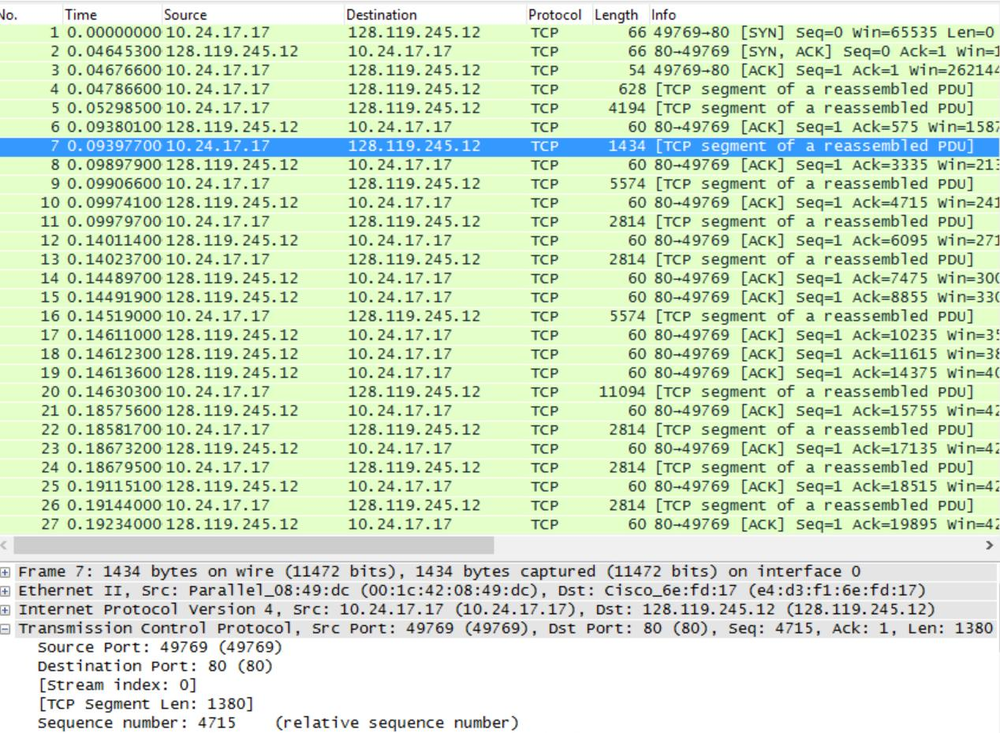 No. Time Source Destination Protocol Length Info
1 0.00000000 10.24.17.17 128.119.245.12 TCP 66 49769→80 [SYN] Seq=0 Win=65535 Len=0
2 0.04645300 128.119.245.12 10.24.17.17 TCP 66 80→49769 [SYN, ACK] Seq=0 Ack=1 Win=1
3 0.04676600 10.24.17.17 128.119.245.12 TCP 54 49769→80 [ACK] Seq=1 Ack=1 Win=262144
4 0.04786600 10.24.17.17 128.119.245.12 TCP 628 [TCP segment of a reassembled PDU]
5 0.05298500 10.24.17.17 128.119.245.12 TCP 4194 [TCP segment of a reassembled PDU]
6 0.09380100 128.119.245.12 10.24.17.17 TCP 60 80→49769 [ACK] Seq=1 Ack=575 Win=1587
7 0.09397700 10.24.17.17 128.119.245.12 TCP 1434 [TCP segment of a reassembled PDU]
8 0.09897900 128.119.245.12 10.24.17.17 TCP 60 80→49769 [ACK] Seq=1 Ack=3335 Win=213
9 0.09906600 10.24.17.17 128.119.245.12 TCP 5574 [TCP segment of a reassembled PDU]
10 0.09974100 128.119.245.12 10.24.17.17 TCP 60 80→49769 [ACK] Seq=1 Ack=4715 Win=241
11 0.09979700 10.24.17.17 128.119.245.12 TCP 2814 [TCP segment of a reassembled PDU]
12 0.14011400 128.119.245.12 10.24.17.17 TCP 60 80→49769 [ACK] Seq=1 Ack=6095 Win=271
13 0.14023700 10.24.17.17 128.119.245.12 TCP 2814 [TCP segment of a reassembled PDU]
14 0.14489700 128.119.245.12 10.24.17.17 TCP 60 80→49769 [ACK] Seq=1 Ack=7475 Win=300
15 0.14491900 128.119.245.12 10.24.17.17 TCP 60 80→49769 [ACK] Seq=1 Ack=8855 Win=330
16 0.14519000 10.24.17.17 128.119.245.12 TCP 5574 [TCP segment of a reassembled PDU]
17 0.14611000 128.119.245.12 10.24.17.17 TCP 60 80→49769 [ACK] Seq=1 Ack=10235 Win=35
18 0.14612300 128.119.245.12 10.24.17.17 TCP 60 80→49769 [ACK] Seq=1 Ack=11615 Win=38
19 0.14613600 128.119.245.12 10.24.17.17 TCP 60 80→49769 [ACK] Seq=1 Ack=14375 Win=40
20 0.14630300 10.24.17.17 128.119.245.12 TCP 11094 [TCP segment of a reassembled PDU]
21 0.18575600 128.119.245.12 10.24.17.17 TCP 60 80→49769 [ACK] Seq=1 Ack=15755 Win=42
22 0.18581700 10.24.17.17 128.119.245.12 TCP 2814 [TCP segment of a reassembled PDU]
23 0.18673200 128.119.245.12 10.24.17.17 TCP 60 80→49769 [ACK] Seq=1 Ack=17135 Win=42
24 0.18679500 10.24.17.17 128.119.245.12 TCP 2814 [TCP segment of a reassembled PDU]
25 0.19115100 128.119.245.12 10.24.17.17 TCP 60 80→49769 [ACK] Seq=1 Ack=18515 Win=42
26 0.19144000 10.24.17.17 128.119.245.12 TCP 2814 [TCP segment of a reassembled PDU]
27 0.19234000 128.119.245.12 10.24.17.17 TCP 60 80→49769 [ACK] Seq=1 Ack=19895 Win=42
Frame 7: 1434 bytes on wire (11472 bits), 1434 bytes captured (11472 bits) on interface 0
Ethernet II, Src: Parallel_08:49:dc (00:1c:42:08:49:dc), Dst: Cisco_6e:fd:17 (e4:d3:f1:6e:fd:17)
Internet Protocol Version 4, Src: 10.24.17.17 (10.24.17.17), Dst: 128.119.245.12 (128.119.245.12)
Transmission Control Protocol, Src Port: 49769 (49769), Dst Port: 80 (80), Seq: 4715, Ack: 1, Len: 1380
Source Port: 49769 (49769)
Destination Port: 80 (80)
[Stream index: 0]
[TCP Segment Len: 1380]
Sequence number: 4715 (relative sequence number)